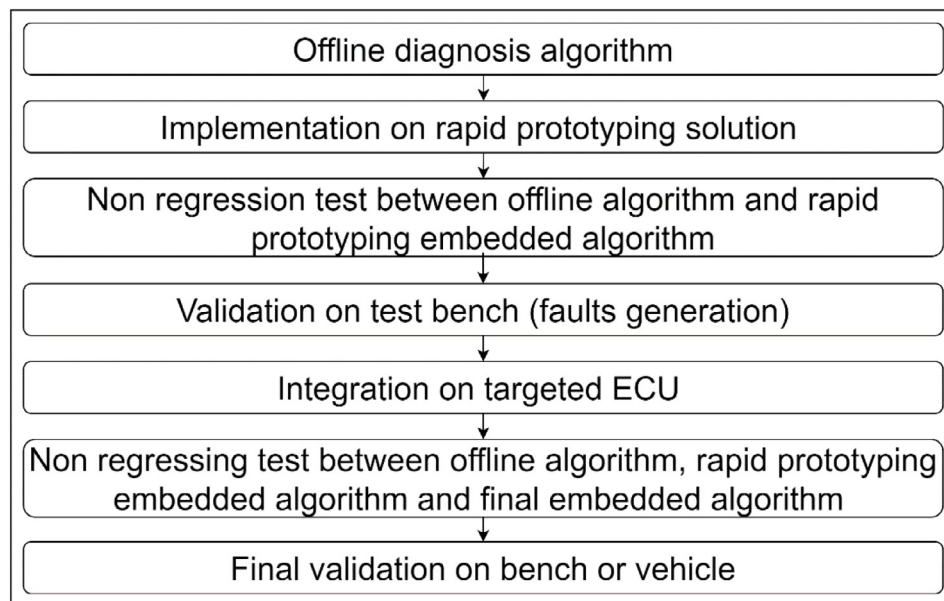 Offline diagnosis algorithm
Implementation on rapid prototyping solution
Non regression test between offline algorithm and rapid
prototyping embedded algorithm
Validation on test bench (faults generation)
Integration on targeted ECU
Non regressing test between offline algorithm, rapid prototyping
embedded algorithm and final embedded algorithm
Final validation on bench or vehicle